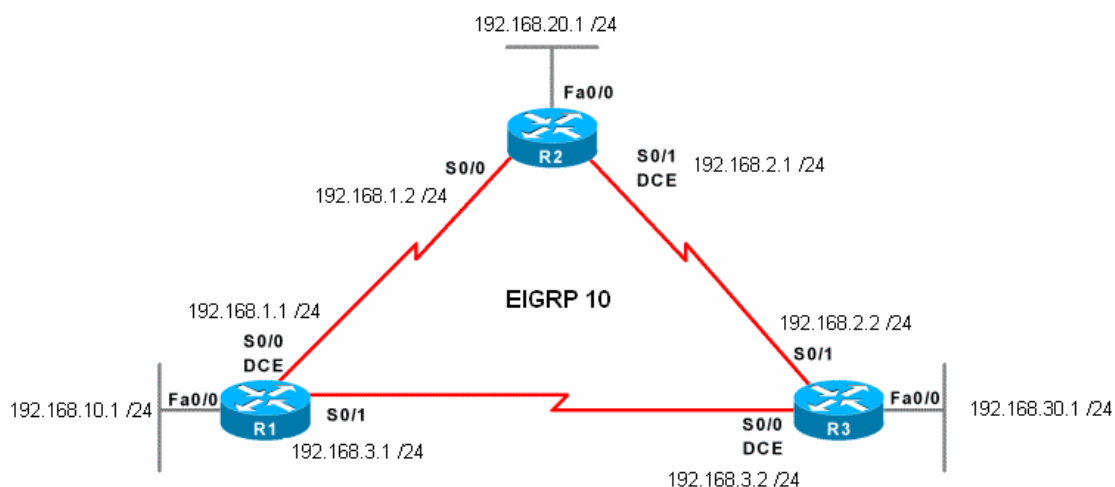 192.168.20.1 /24
Fa0/0
R2
S0/0
S0/1
DCE
192.168.2.1 /24
192.168.1.2 /24
EIGRP 10
192.168.1.1 /24
S0/0
DCE
192.168.2.2 /24
S0/1
192.168.10.1 /24
Fa0/0
R1
S0/1
192.168.3.1 /24
S0/0
DCE
192.168.3.2 /24
R3
Fa0/0
192.168.30.1 /24